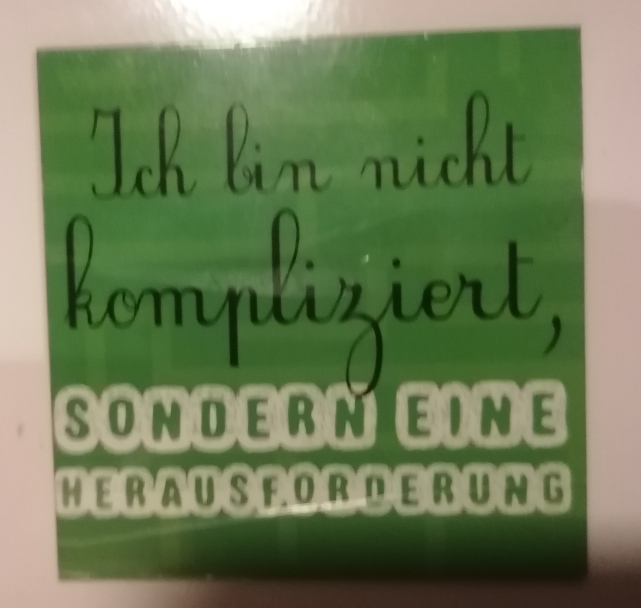 Ich bin nicht
kompliziert,
SONDERN EINE
HERAUSFORDERUNG